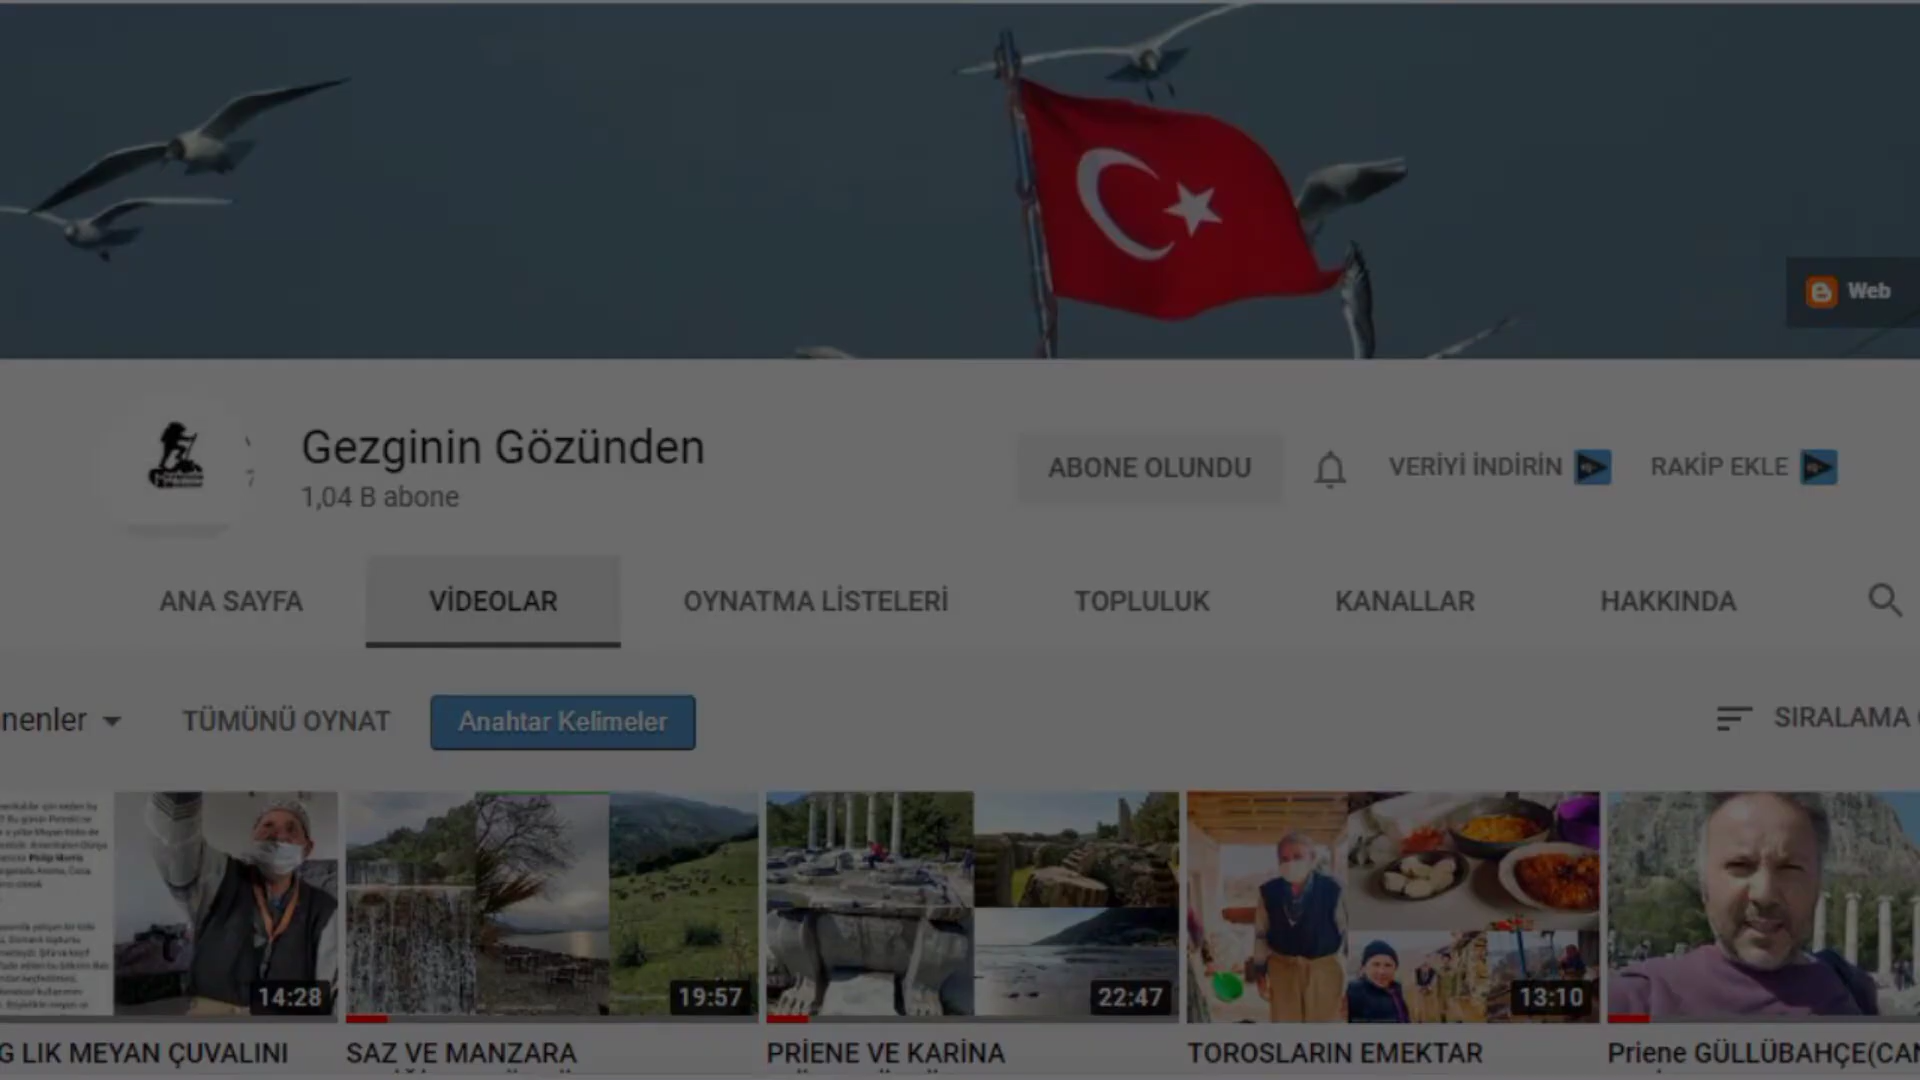 Web
Gezginin Gözünden
1,04 B abone
ABONE OLUNDU
VERİYİ İNDİRİN
RAKİP EKLE
ANA SAYFA
VİDEOLAR
OYNATMA LİSTELERİ
TOPLULUK
KANALLAR
HAKKINDA
nenler
TÜMÜNÜ OYNAT
Anahtar Kelimeler
SIRALAMA
14:28
19:57
22:47
13:10
G LIK MEYAN ÇUVALINI
SAZ VE MANZARA
PRİENE VE KARİNA
TOROSLARIN EMEKTAR
Priene GÜLLÜBAHÇE(CAN